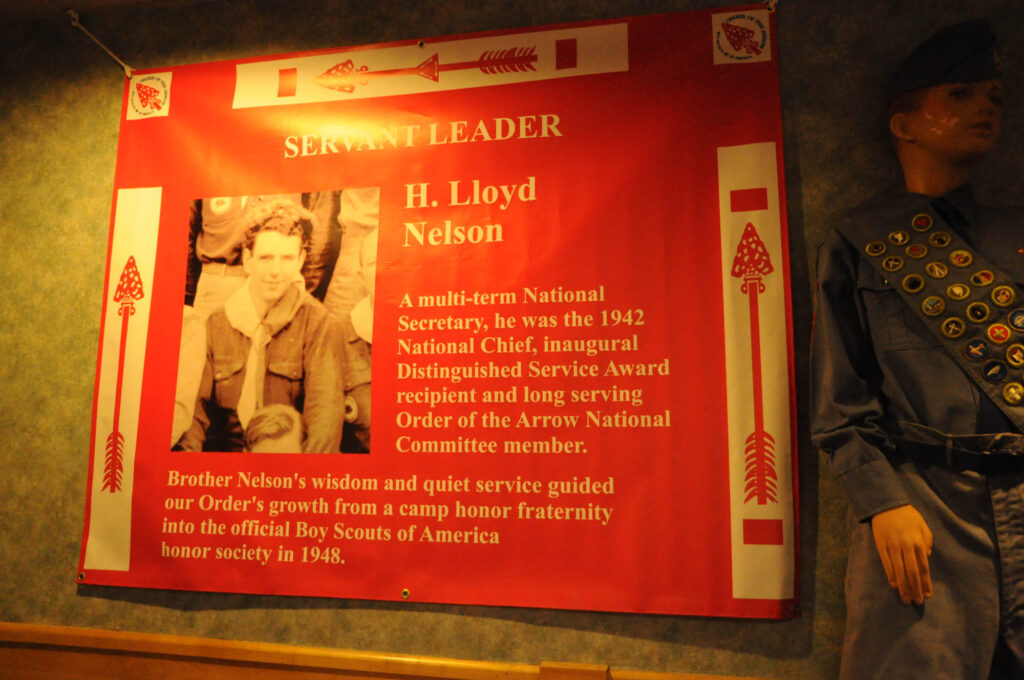 SERVANT LEADER
H. Lloyd
Nelson
A multi-term National
Secretary, he was the 1942
National Chief, inaugural
Distinguished Service Award
recipient and long serving
Order of the Arrow National
Committee member.
Brother Nelson's wisdom and quiet service guided
our Order's growth from a camp honor fraternity
into the official Boy Scouts of America
honor society in 1948.